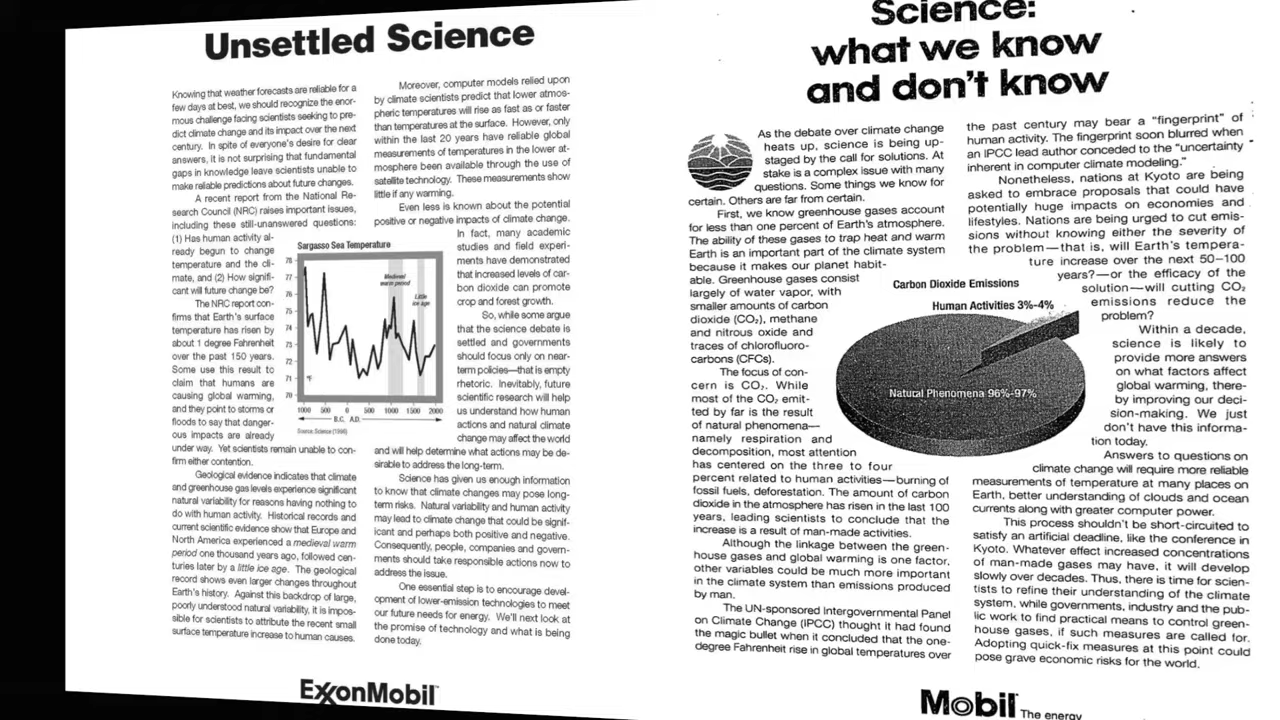 Unsettled Science
Knowing that weather forecasts are reliable for a
few days at best, we should recognize the enor-
mous challenge facing scientists seeking to pre-
dict climate change and its impact over the next
century. In spite of everyone's desire for clear
answers, it is not surprising that fundamental
gaps in knowledge leave scientists unable to
make reliable predictions about future changes.
A recent report from the National Re-
search Council (NRC) raises important issues,
including these still-unanswered questions:
(1) Has human activity al-
ready begun to change
temperature and the cli-
mate, and (2) How signifi-
cant will future change be?
The NRC report con-
firms that Earth's surface
temperature has risen by
about 1 degree Fahrenheit
over the past 150 years.
Some use this result to
claim that humans are
causing global warming,
and they point to storms or
floods to say that danger-
ous impacts are already
under way. Yet scientists remain unable to con-
firm either contention.
Geological evidence indicates that climate
and greenhouse gas levels experience significant
natural variability for reasons having nothing to
do with human activity. Historical records and
current scientific evidence show that Europe and
North America experienced a medieval warm
period one thousand years ago, followed cen-
turies later by a little ice age. The geological
record shows even larger changes throughout
Earth's history. Against this backdrop of large,
poorly understood natural variability, it is impos-
sible for scientists to attribute the recent small
surface temperature increase to human causes.
Moreover, computer models relied upon
by climate scientists predict that lower atmos-
pheric temperatures will rise as fast as or faster
than temperatures at the surface. However, only
within the last 20 years have reliable global
measurements of temperatures in the lower at-
mosphere been available through the use of
satellite technology. These measurements show
little if any warming.
Even less is known about the potential
positive or negative impacts of climate change.
In fact, many academic
studies and field experi-
ments have demonstrated
that increased levels of car-
bon dioxide can promote
crop and forest growth.
So, while some argue
that the science debate is
settled and governments
should focus only on near-
term policies—that is empty
rhetoric. Inevitably, future
scientific research will help
us understand how human
actions and natural climate
change may affect the world
and will help determine what actions may be de-
sirable to address the long-term.
Science has given us enough information
to know that climate changes may pose long-
term risks. Natural variability and human activity
may lead to climate change that could be signif-
icant and perhaps both positive and negative.
Consequently, people, companies and govern-
ments should take responsible actions now to
address the issue.
One essential step is to encourage devel-
opment of lower-emission technologies to meet
our future needs for energy. We'll next look at
the promise of technology and what is being
done today.
Sargasso Sea Temperature
78
77
76
75
74
73
72
71
70
°F
Medieval
warm period
Little
ice age
1000 500 0 500 1000 1500 2000
B.C. A.D.
Source: Science (1996)
ExxonMobil
Science:
what we know
and don't know
As the debate over climate change
heats up, science is being up-
staged by the call for solutions. At
stake is a complex issue with many
questions. Some things we know for
certain. Others are far from certain.
First, we know greenhouse gases account
for less than one percent of Earth's atmosphere.
The ability of these gases to trap heat and warm
Earth is an important part of the climate system
because it makes our planet habit-
able. Greenhouse gases consist
largely of water vapor, with
smaller amounts of carbon
dioxide (CO₂), methane
and nitrous oxide and
traces of chlorofluoro-
carbons (CFCs).
The focus of con-
cern is CO₂. While
most of the CO₂ emit-
ted by far is the result
of natural phenomena—
namely respiration and
decomposition, most attention
has centered on the three to four
percent related to human activities—burning of
fossil fuels, deforestation. The amount of carbon
dioxide in the atmosphere has risen in the last 100
years, leading scientists to conclude that the
increase is a result of man-made activities.
Although the linkage between the green-
house gases and global warming is one factor,
other variables could be much more important
in the climate system than emissions produced
by man.
The UN-sponsored Intergovernmental Panel
on Climate Change (IPCC) thought it had found
the magic bullet when it concluded that the one-
degree Fahrenheit rise in global temperatures over
the past century may bear a "fingerprint" of
human activity. The fingerprint soon blurred when
an IPCC lead author conceded to the "uncertainty
inherent in computer climate modeling."
Nonetheless, nations at Kyoto are being
asked to embrace proposals that could have
potentially huge impacts on economies and
lifestyles. Nations are being urged to cut emis-
sions without knowing either the severity of
the problem—that is, will Earth's tempera-
ture increase over the next 50–100
years?—or the efficacy of the
solution—will cutting CO₂
emissions reduce the
problem?
Within a decade,
science is likely to
provide more answers
on what factors affect
global warming, there-
by improving our deci-
sion-making. We just
don't have this informa-
tion today.
Answers to questions on
climate change will require more reliable
measurements of temperature at many places on
Earth, better understanding of clouds and ocean
currents along with greater computer power.
This process shouldn't be short-circuited to
satisfy an artificial deadline, like the conference in
Kyoto. Whatever effect increased concentrations
of man-made gases may have, it will develop
slowly over decades. Thus, there is time for scien-
tists to refine their understanding of the climate
system, while governments, industry and the pub-
lic work to find practical means to control green-
house gases, if such measures are called for.
Adopting quick-fix measures at this point could
pose grave economic risks for the world.
Carbon Dioxide Emissions
Human Activities 3%-4%
Natural Phenomena 96%-97%
Mobil The energy